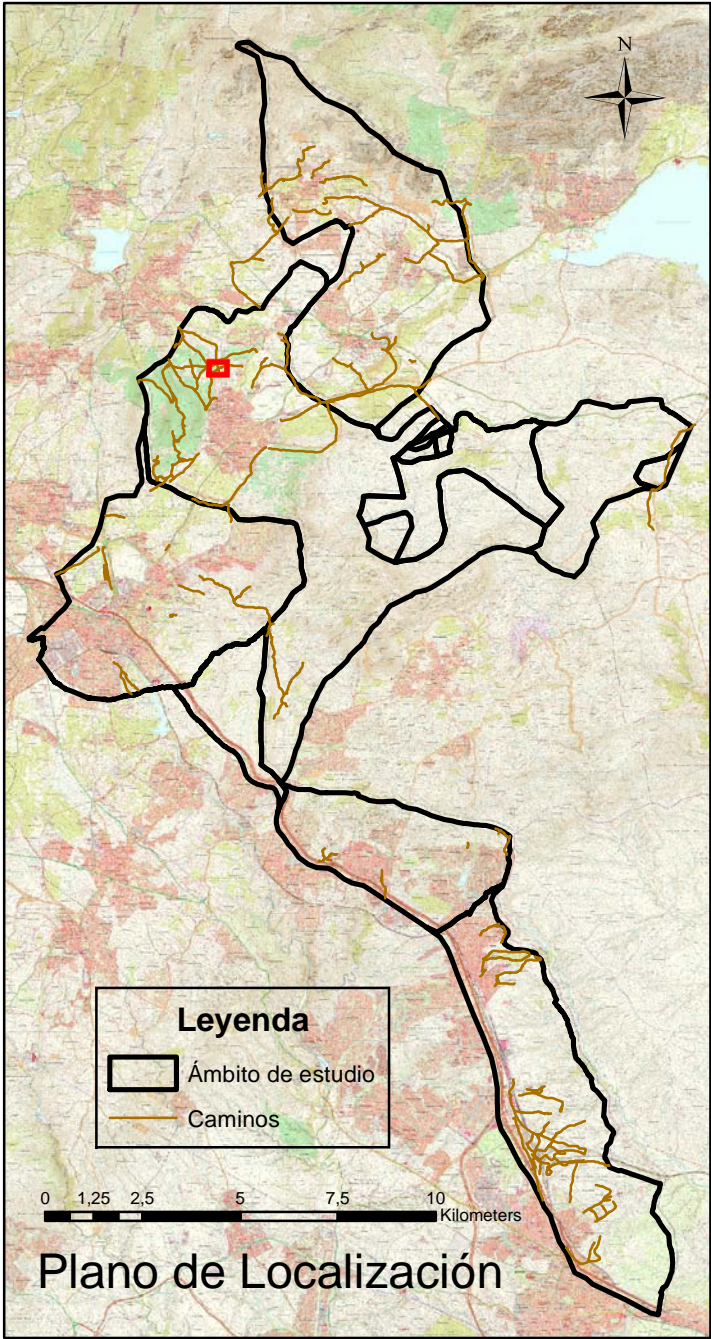 N
Leyenda
Ámbito de estudio
Caminos
0 1,25 2,5 5 7,5 10
Kilometers
Plano de Localización